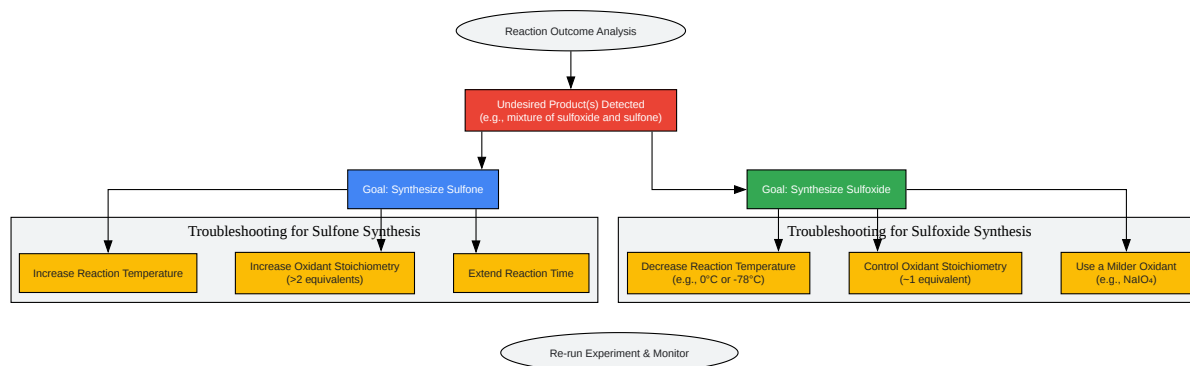 Reaction Outcome Analysis
Undesired Product(s) Detected
(e.g., mixture of sulfoxide and sulfone)
Goal: Synthesize Sulfone
Goal: Synthesize Sulfoxide
Troubleshooting for Sulfone Synthesis
Increase Reaction Temperature
Increase Oxidant Stoichiometry
(>2 equivalents)
Extend Reaction Time
Troubleshooting for Sulfoxide Synthesis
Decrease Reaction Temperature
(e.g., 0°C or -78°C)
Control Oxidant Stoichiometry
(~1 equivalent)
Use a Milder Oxidant
(e.g., NaIO₄)
Re-run Experiment & Monitor